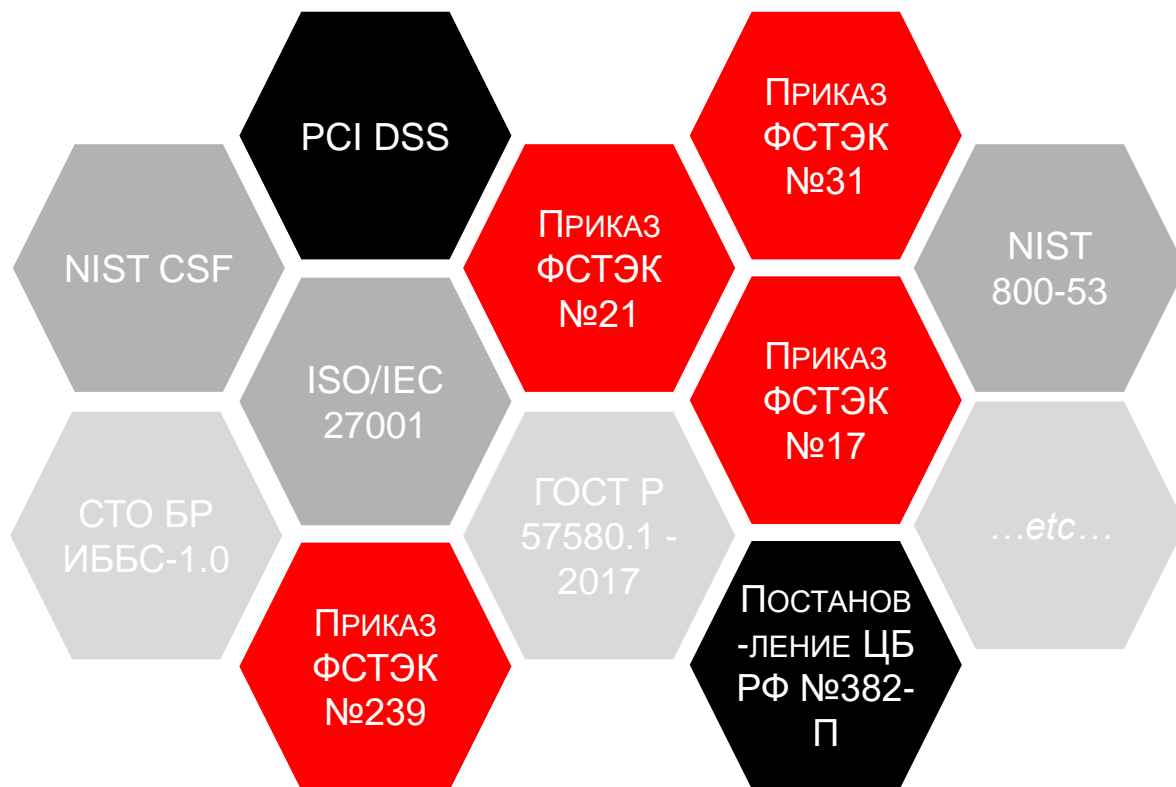 PCI DSS
Приказ
ФСТЭК
№31
NIST CSF
Приказ
ФСТЭК
№21
NIST
800-53
ISO/IEC
27001
Приказ
ФСТЭК
№17
СТО БР
ИББС-1.0
ГОСТ Р
57580.1 -
2017
...etc...
Приказ
ФСТЭК
№239
Постанов
-ление ЦБ
РФ №382-
П